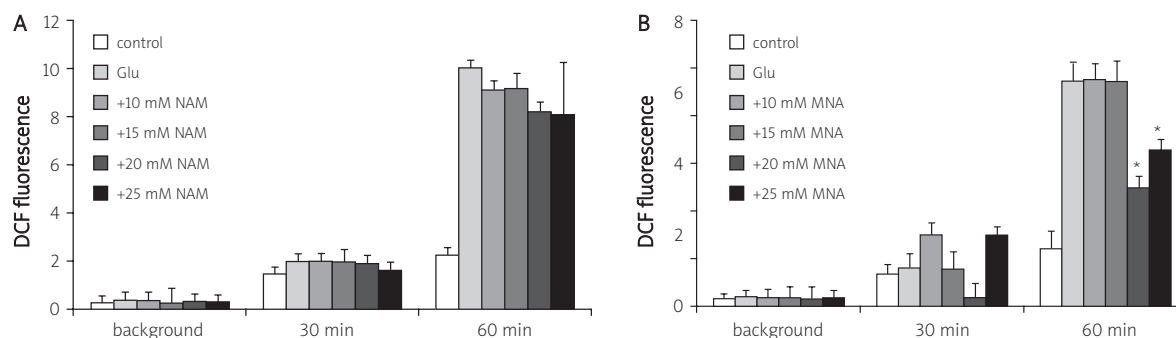 A
DCF fluorescence
12
10
8
6
4
2
0
control
Glu
+10 mM NAM
+15 mM NAM
+20 mM NAM
+25 mM NAM
background 30 min 60 min
B
DCF fluorescence
8
6
4
2
0
control
Glu
+10 mM MNA
+15 mM MNA
+20 mM MNA
+25 mM MNA
*
*
background 30 min 60 min